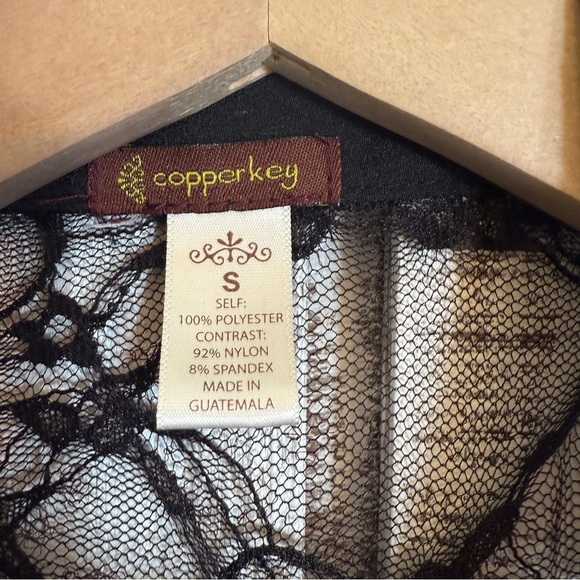 copperkey
S
SELF:
100% POLYESTER
CONTRAST:
92% NYLON
8% SPANDEX
MADE IN
GUATEMALA